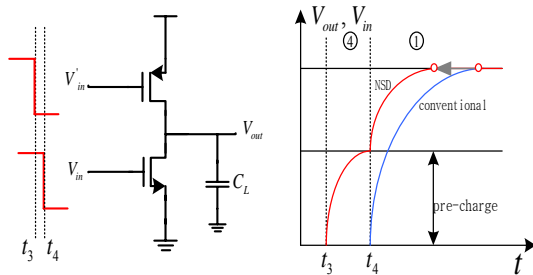 V'in
Vin
Vout
CL
t3 t4
Vout, Vin
④ ①
NSD
conventional
pre-charge
t3 t4 t